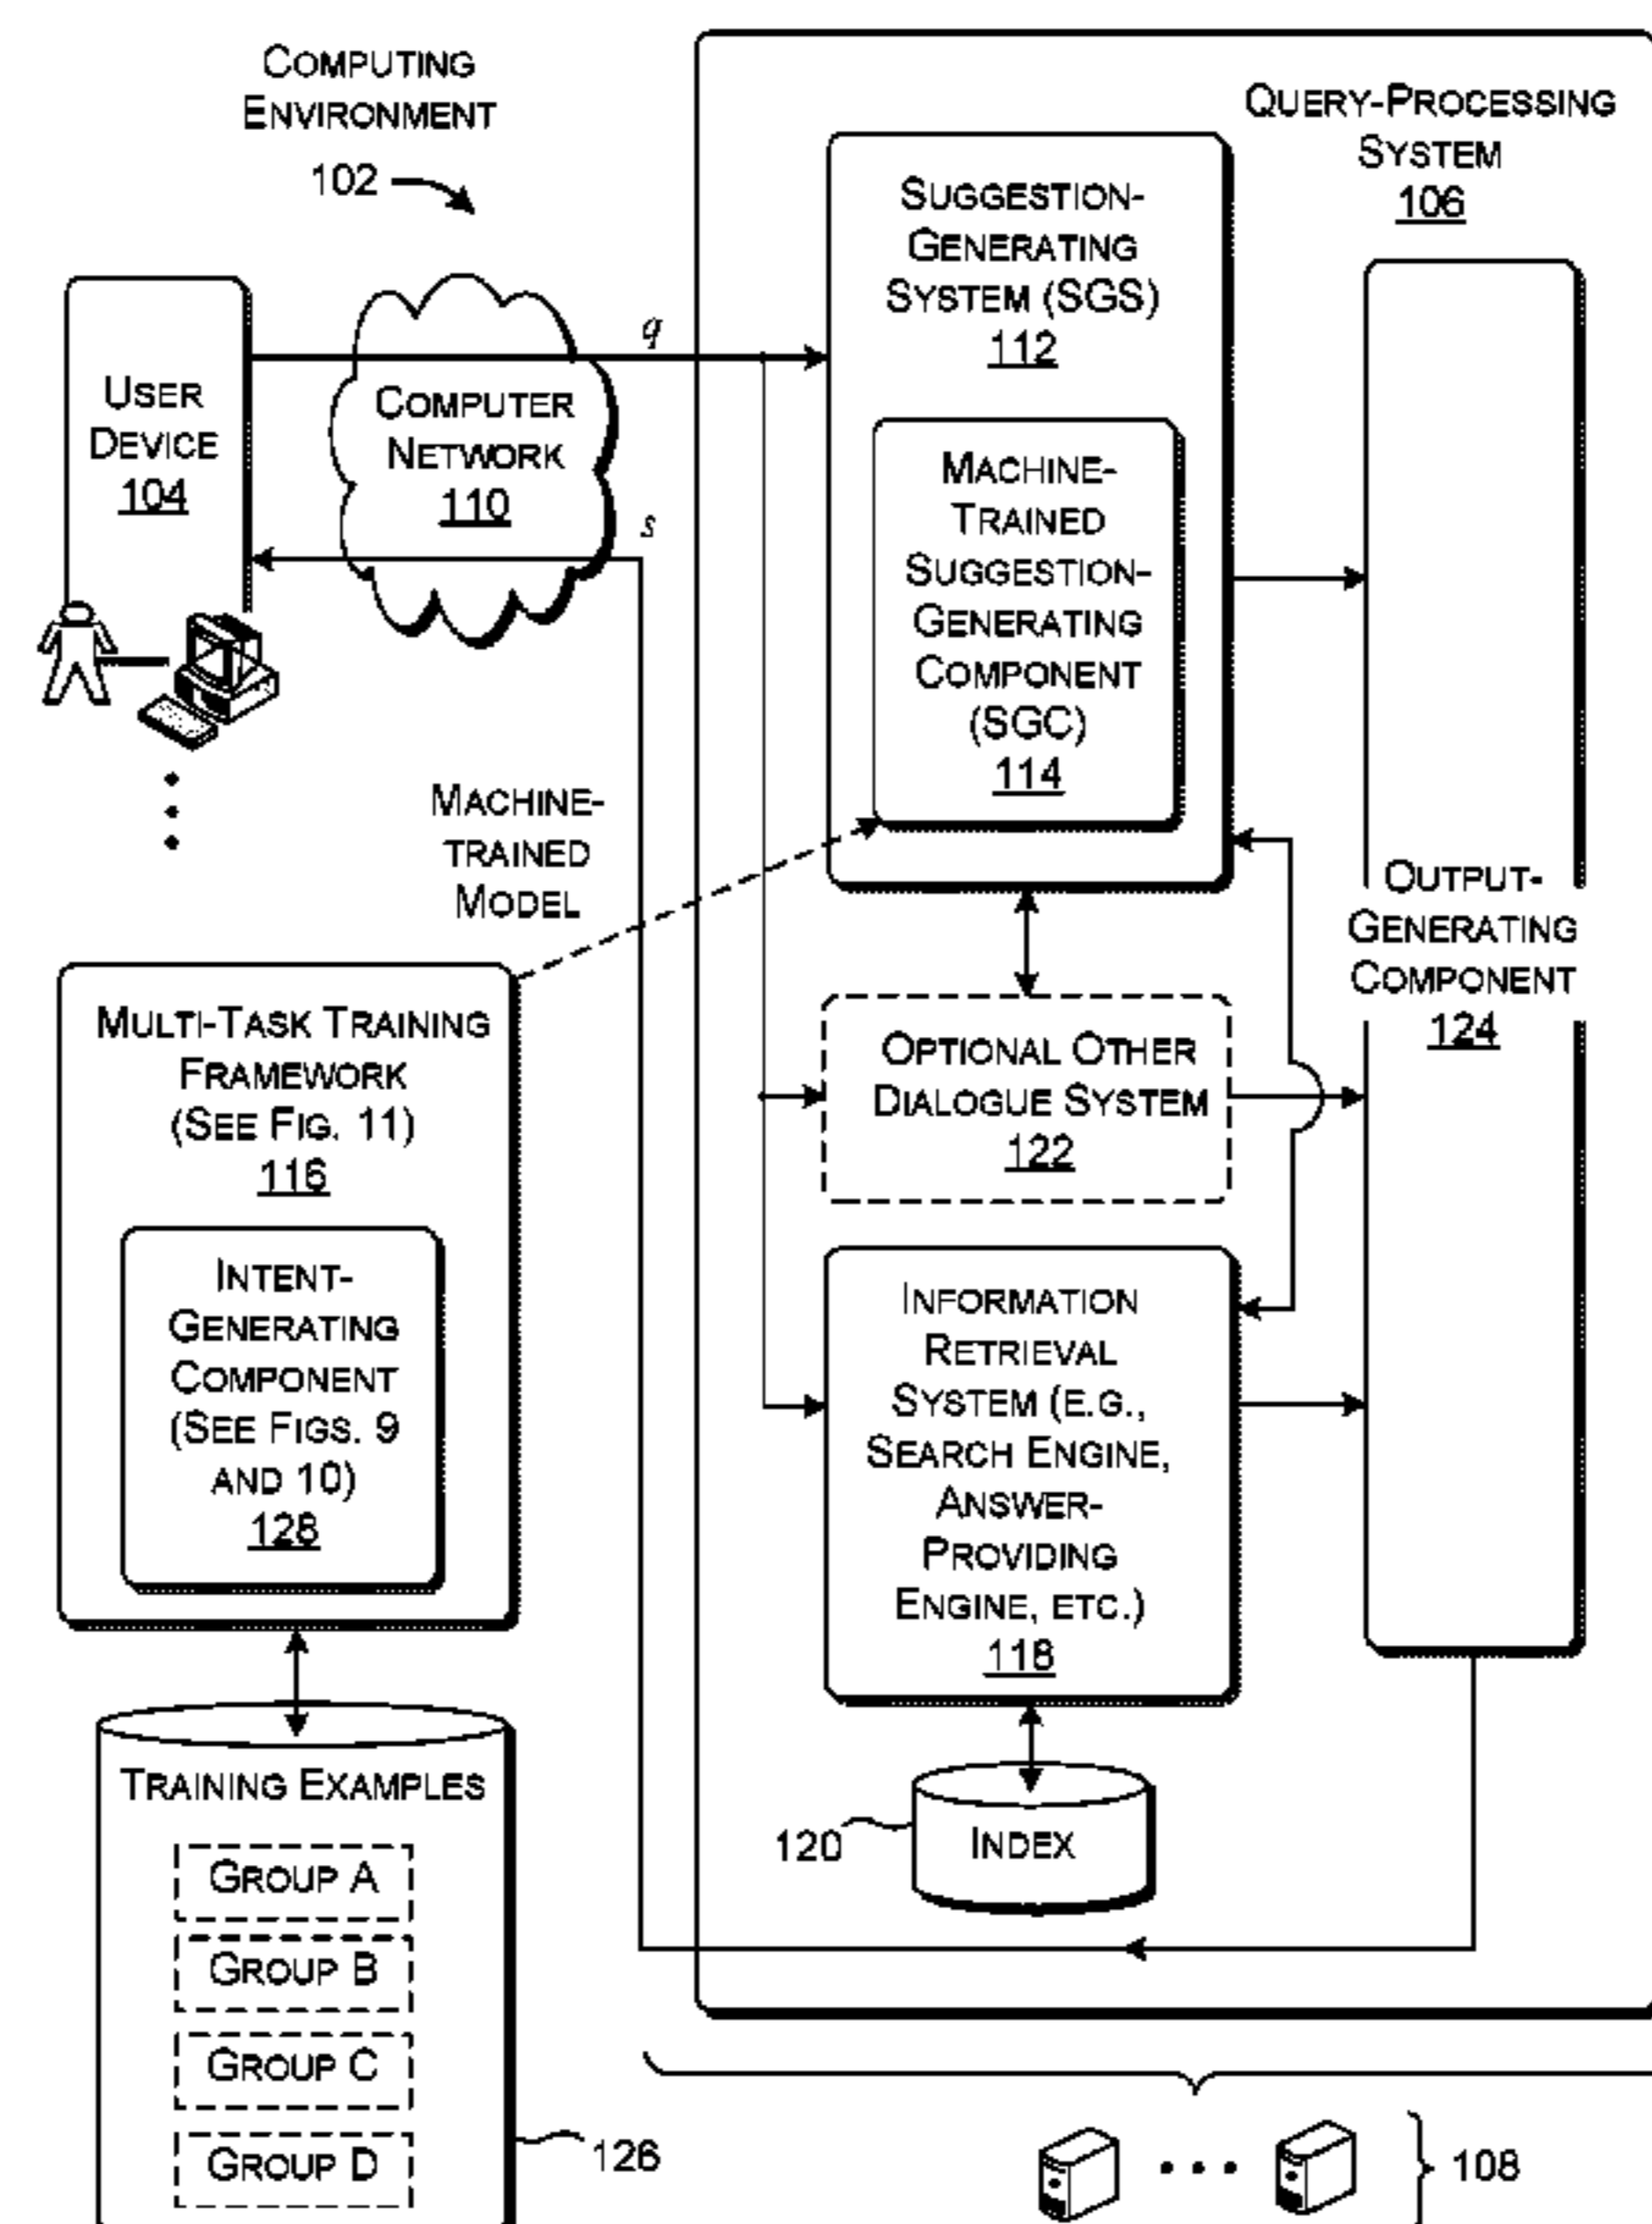 COMPUTING
ENVIRONMENT
102
QUERY-PROCESSING
SYSTEM
106
SUGGESTION-
GENERATING
SYSTEM (SGS)
112
q
USER
DEVICE
104
COMPUTER
NETWORK
110
s
MACHINE-
TRAINED
SUGGESTION-
GENERATING
COMPONENT
(SGC)
114
MACHINE-
TRAINED
MODEL
OUTPUT-
GENERATING
COMPONENT
124
MULTI-TASK TRAINING
FRAMEWORK
(SEE FIG. 11)
116
OPTIONAL OTHER
DIALOGUE SYSTEM
122
INTENT-
GENERATING
COMPONENT
(SEE FIGS. 9
AND 10)
128
INFORMATION
RETRIEVAL
SYSTEM (E.G.,
SEARCH ENGINE,
ANSWER-
PROVIDING
ENGINE, ETC.)
118
TRAINING EXAMPLES
120
INDEX
GROUP A
GROUP B
GROUP C
GROUP D
126
108